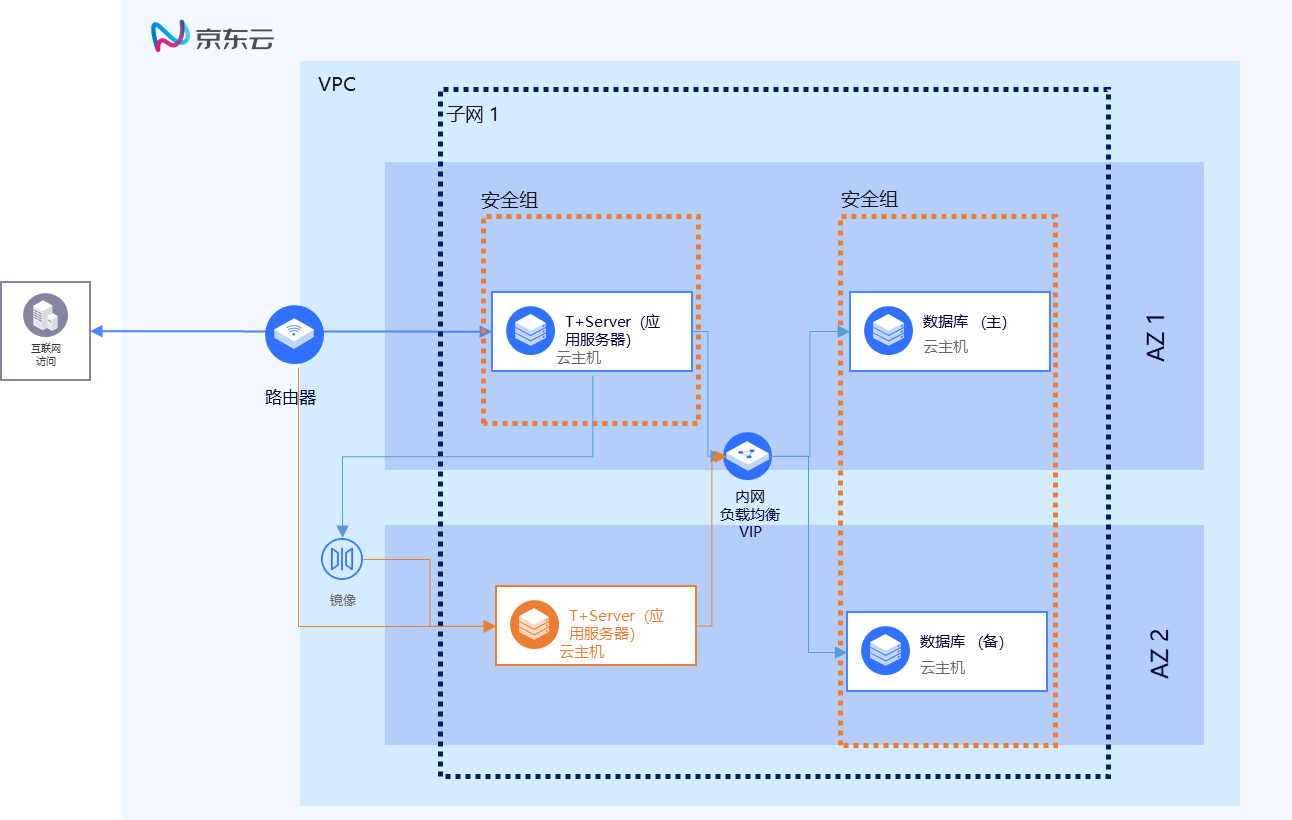 京东云
VPC
子网 1
安全组
安全组
T+Server（应
用服务器）
云主机
数据库 （主）
云主机
AZ 1
互联网
访问
路由器
内网
负载均衡
VIP
镜像
T+Server（应
用服务器）
云主机
数据库 （备）
云主机
AZ 2